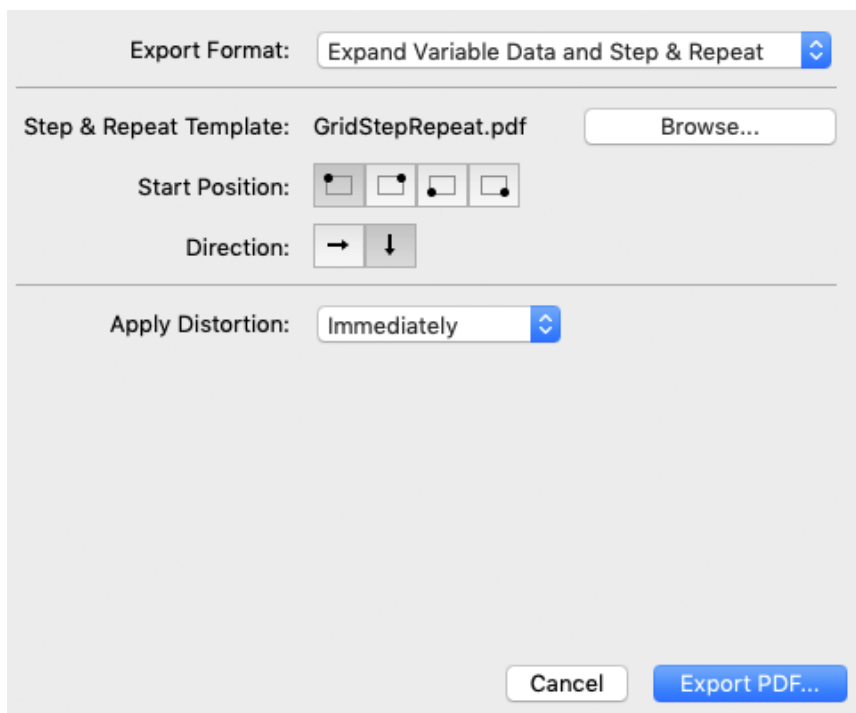 Export Format: Expand Variable Data and Step & Repeat
Step & Repeat Template: GridStepRepeat.pdf Browse...
Start Position:
Direction:
Apply Distortion: Immediately
Cancel Export PDF...